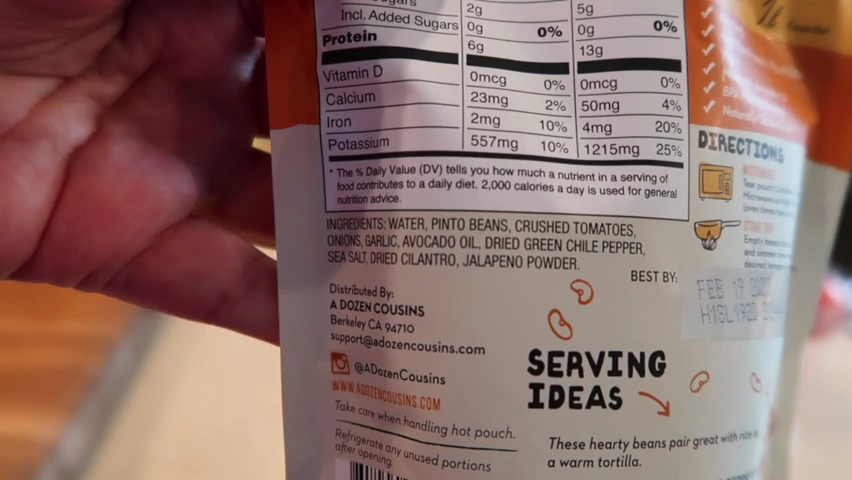 2g 5g
Incl. Added Sugars 0g 0% 0g 0%
Protein 6g 13g
Vitamin D 0mcg 0% 0mcg 0%
Calcium 23mg 2% 50mg 4%
Iron 2mg 10% 4mg 20%
Potassium 557mg 10% 1215mg 25%
* The % Daily Value (DV) tells you how much a nutrient in a serving of
food contributes to a daily diet. 2,000 calories a day is used for general
nutrition advice.
INGREDIENTS: WATER, PINTO BEANS, CRUSHED TOMATOES,
ONIONS, GARLIC, AVOCADO OIL, DRIED GREEN CHILE PEPPER,
SEA SALT, DRIED CILANTRO, JALAPENO POWDER.
BEST BY:
FEB 19
Distributed By:
A DOZEN COUSINS
Berkeley CA 94710
support@adozencousins.com
@ADozenCousins
WWW.ADOZENCOUSINS.COM
Take care when handling hot pouch.
Refrigerate any unused portions
after opening.
DIRECTIONS
MICROWAVE
STOVE TOP
SERVING
IDEAS
These hearty beans pair great with
a warm tortilla.
Founder